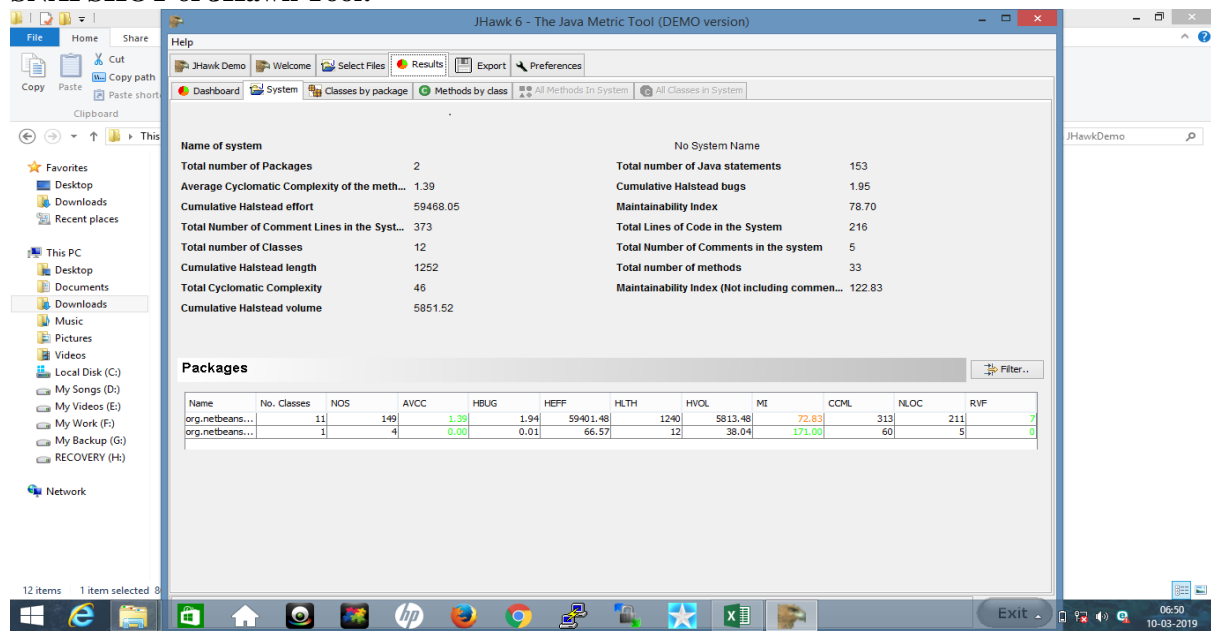 JHawk 6 - The Java Metric Tool (DEMO version)
File Home Share
Help
Cut
Copy path
Paste short
Copy Paste
Clipboard
JHawk Demo Welcome Select Files Results Export Preferences
Dashboard System Classes by package Methods by class All Methods In System All Classes in System
This
JHawkDemo
Favorites
Desktop
Downloads
Recent places
This PC
Desktop
Documents
Downloads
Music
Pictures
Videos
Local Disk (C:)
My Songs (D:)
My Videos (E:)
My Work (F:)
My Backup (G:)
RECOVERY (H:)
Network
Name of system No System Name
Total number of Packages 2 Total number of Java statements 153
Average Cyclomatic Complexity of the meth... 1.39 Cumulative Halstead bugs 1.95
Cumulative Halstead effort 59468.05 Maintainability Index 78.70
Total Number of Comment Lines in the Syst... 373 Total Lines of Code in the System 216
Total number of Classes 12 Total Number of Comments in the system 5
Cumulative Halstead length 1252 Total number of methods 33
Total Cyclomatic Complexity 46 Maintainability Index (Not including commen... 122.83
Cumulative Halstead volume 5851.52
Packages Filter..
Name No. Classes NOS AVCC HBUG HEFF HLTH HVOL MI CCML NLOC RVF
org.netbeans... 11 149 1.39 1.94 59401.48 1240 5813.48 72.83 313 211 7
org.netbeans... 1 4 0.00 0.01 66.57 12 38.04 171.00 60 5 0
12 items 1 item selected 8
Exit
06:50
10-03-2019